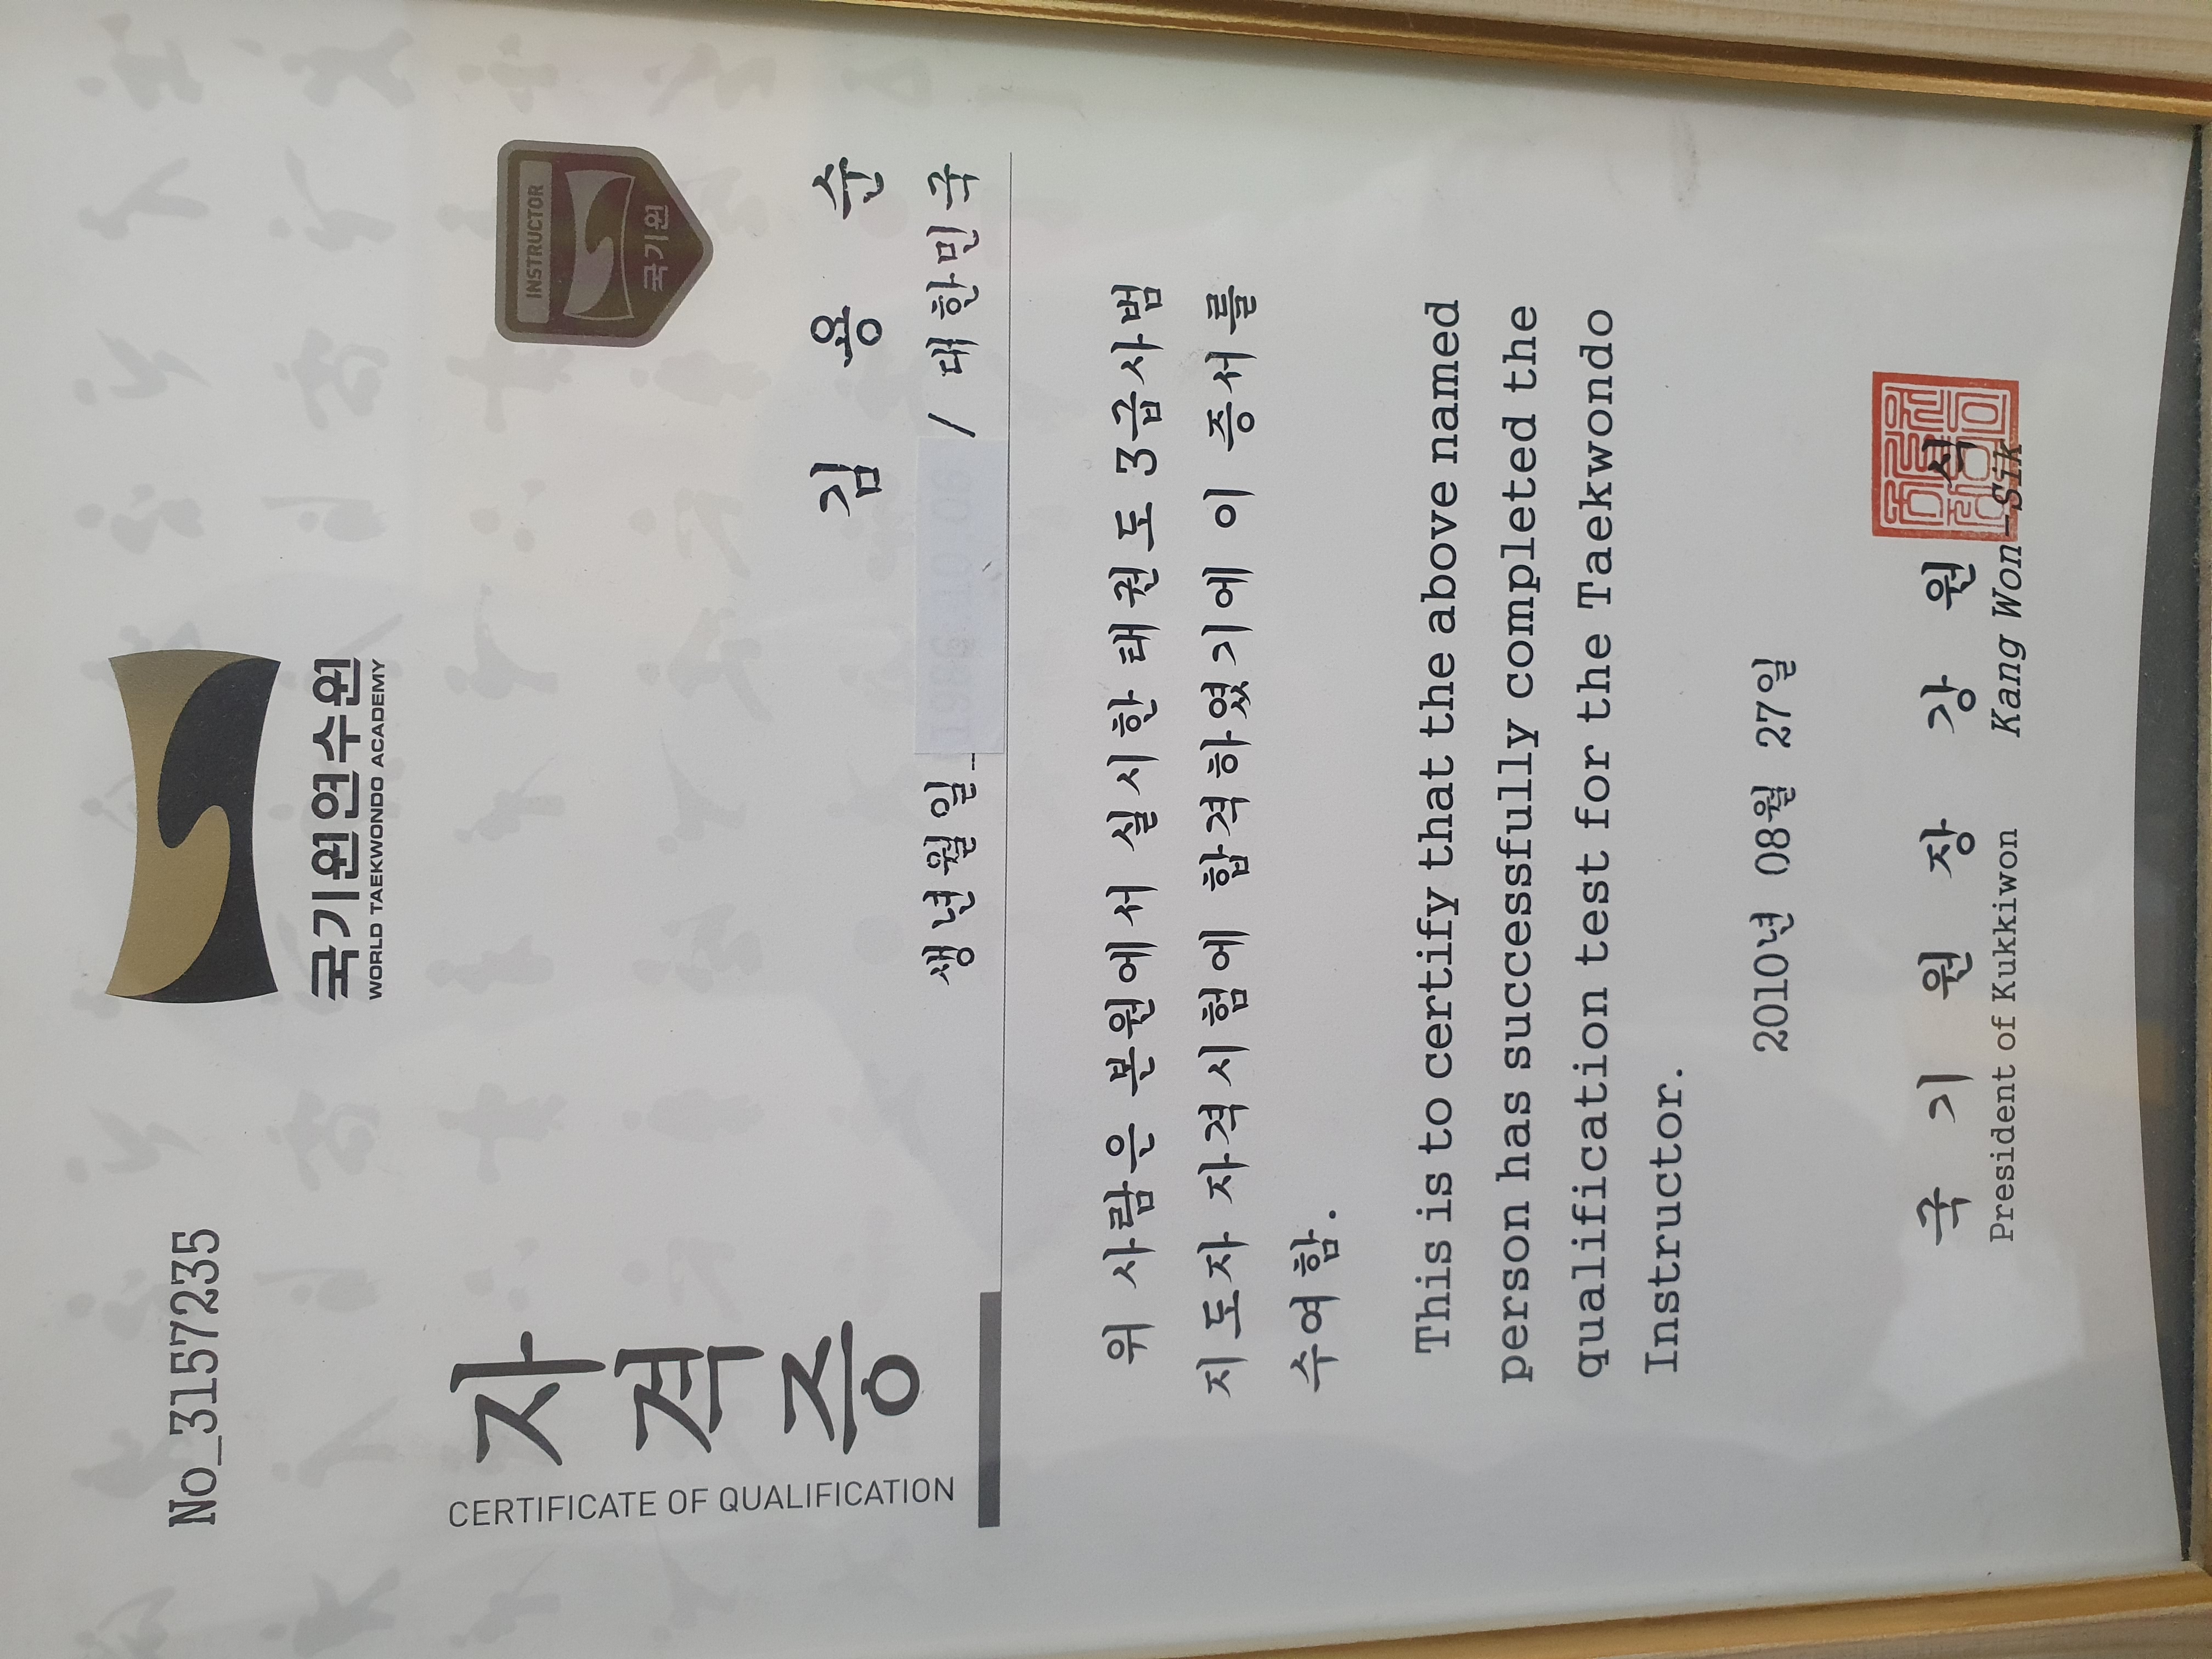 No_3157235
국기원연수원
WORLD TAEKWONDO ACADEMY
자격증
CERTIFICATE OF QUALIFICATION
INSTRUCTOR
국기원
김 용 수
생년월일_ / 대한민국
위 사람은 본원에서 실시한 태권도 3급사범
지도자 자격시험에 합격하였기에 이 증서를
수여함.
This is to certify that the above named
person has successfully completed the
qualification test for the Taekwondo
Instructor.
2010년 08월 27일
국 기 원 장 강 원 식
President of Kukkiwon Kang Won-Sik